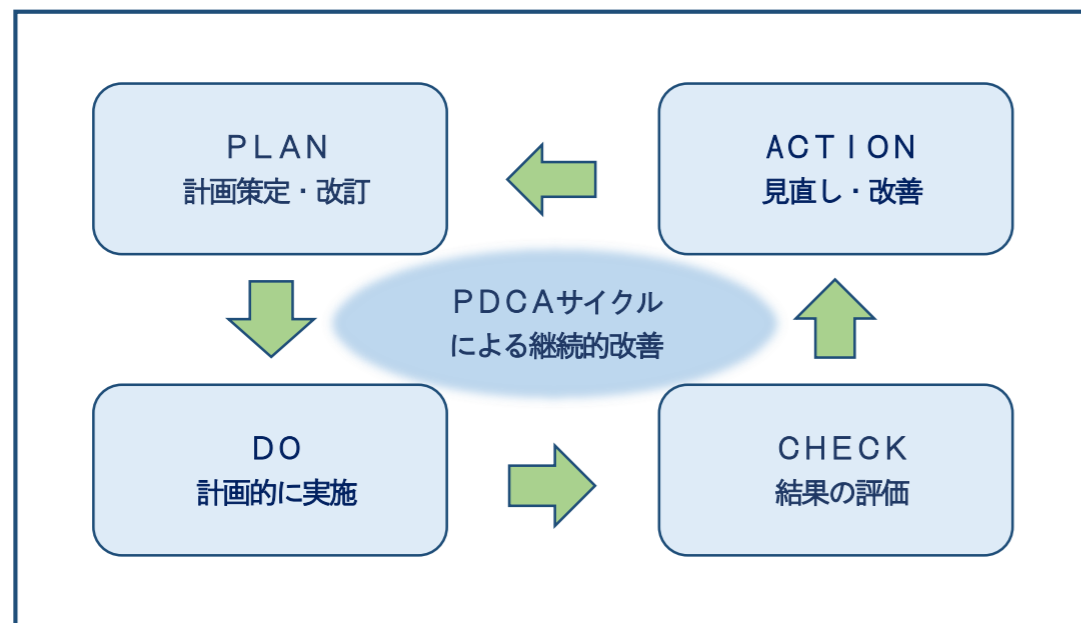 ＰＬＡＮ
計画策定・改訂
ＡＣＴＩＯＮ
見直し・改善
ＰＤＣＡサイクル
による継続的改善
ＤＯ
計画的に実施
ＣＨＥＣＫ
結果の評価